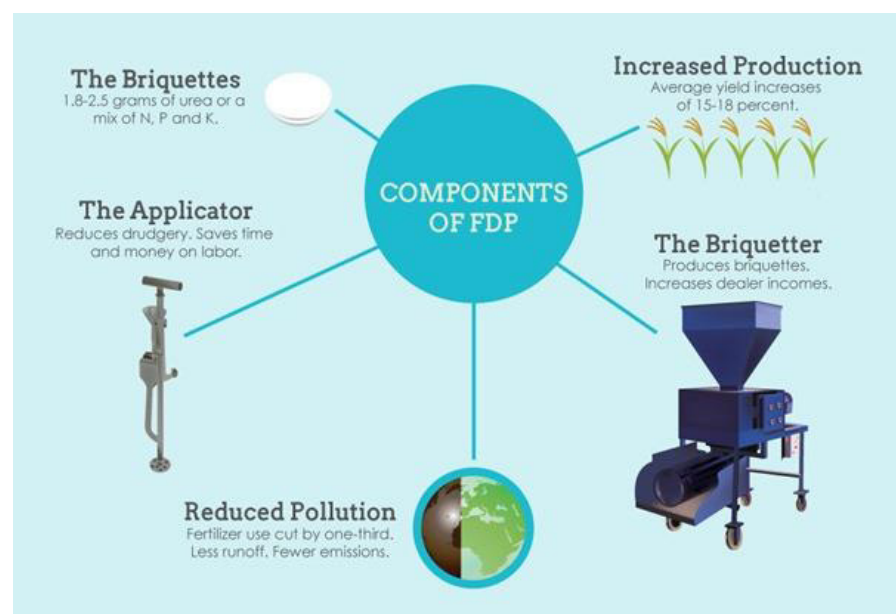 The Briquettes
1.8-2.5 grams of urea or a
mix of N, P and K.
Increased Production
Average yield increases
of 15-18 percent.
COMPONENTS
OF FDP
The Applicator
Reduces drudgery. Saves time
and money on labor.
The Briquetter
Produces briquettes.
Increases dealer incomes.
Reduced Pollution
Fertilizer use cut by one-third.
Less runoff. Fewer emissions.